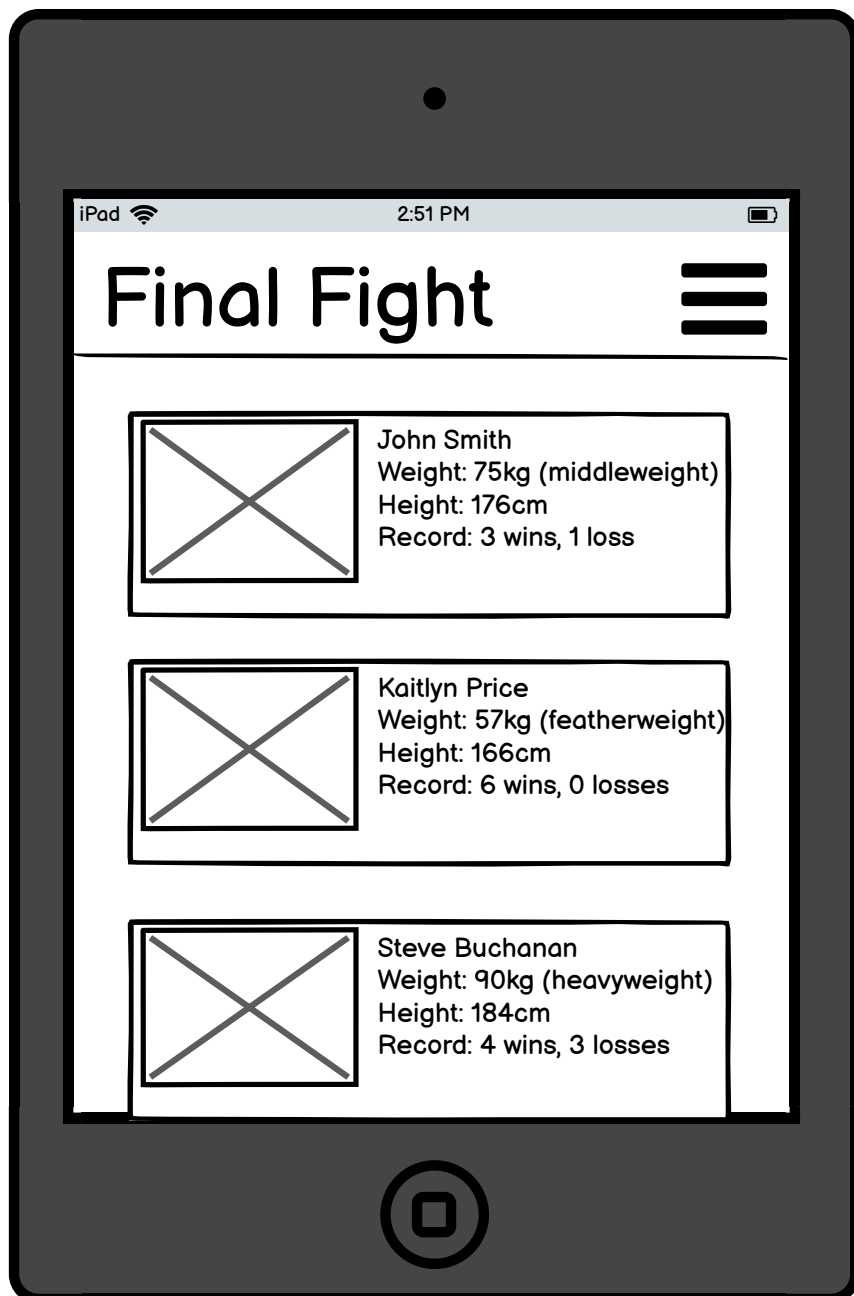 iPad 2:51 PM
Final Fight
John Smith
Weight: 75kg (middleweight)
Height: 176cm
Record: 3 wins, 1 loss
Kaitlyn Price
Weight: 57kg (featherweight)
Height: 166cm
Record: 6 wins, 0 losses
Steve Buchanan
Weight: 90kg (heavyweight)
Height: 184cm
Record: 4 wins, 3 losses